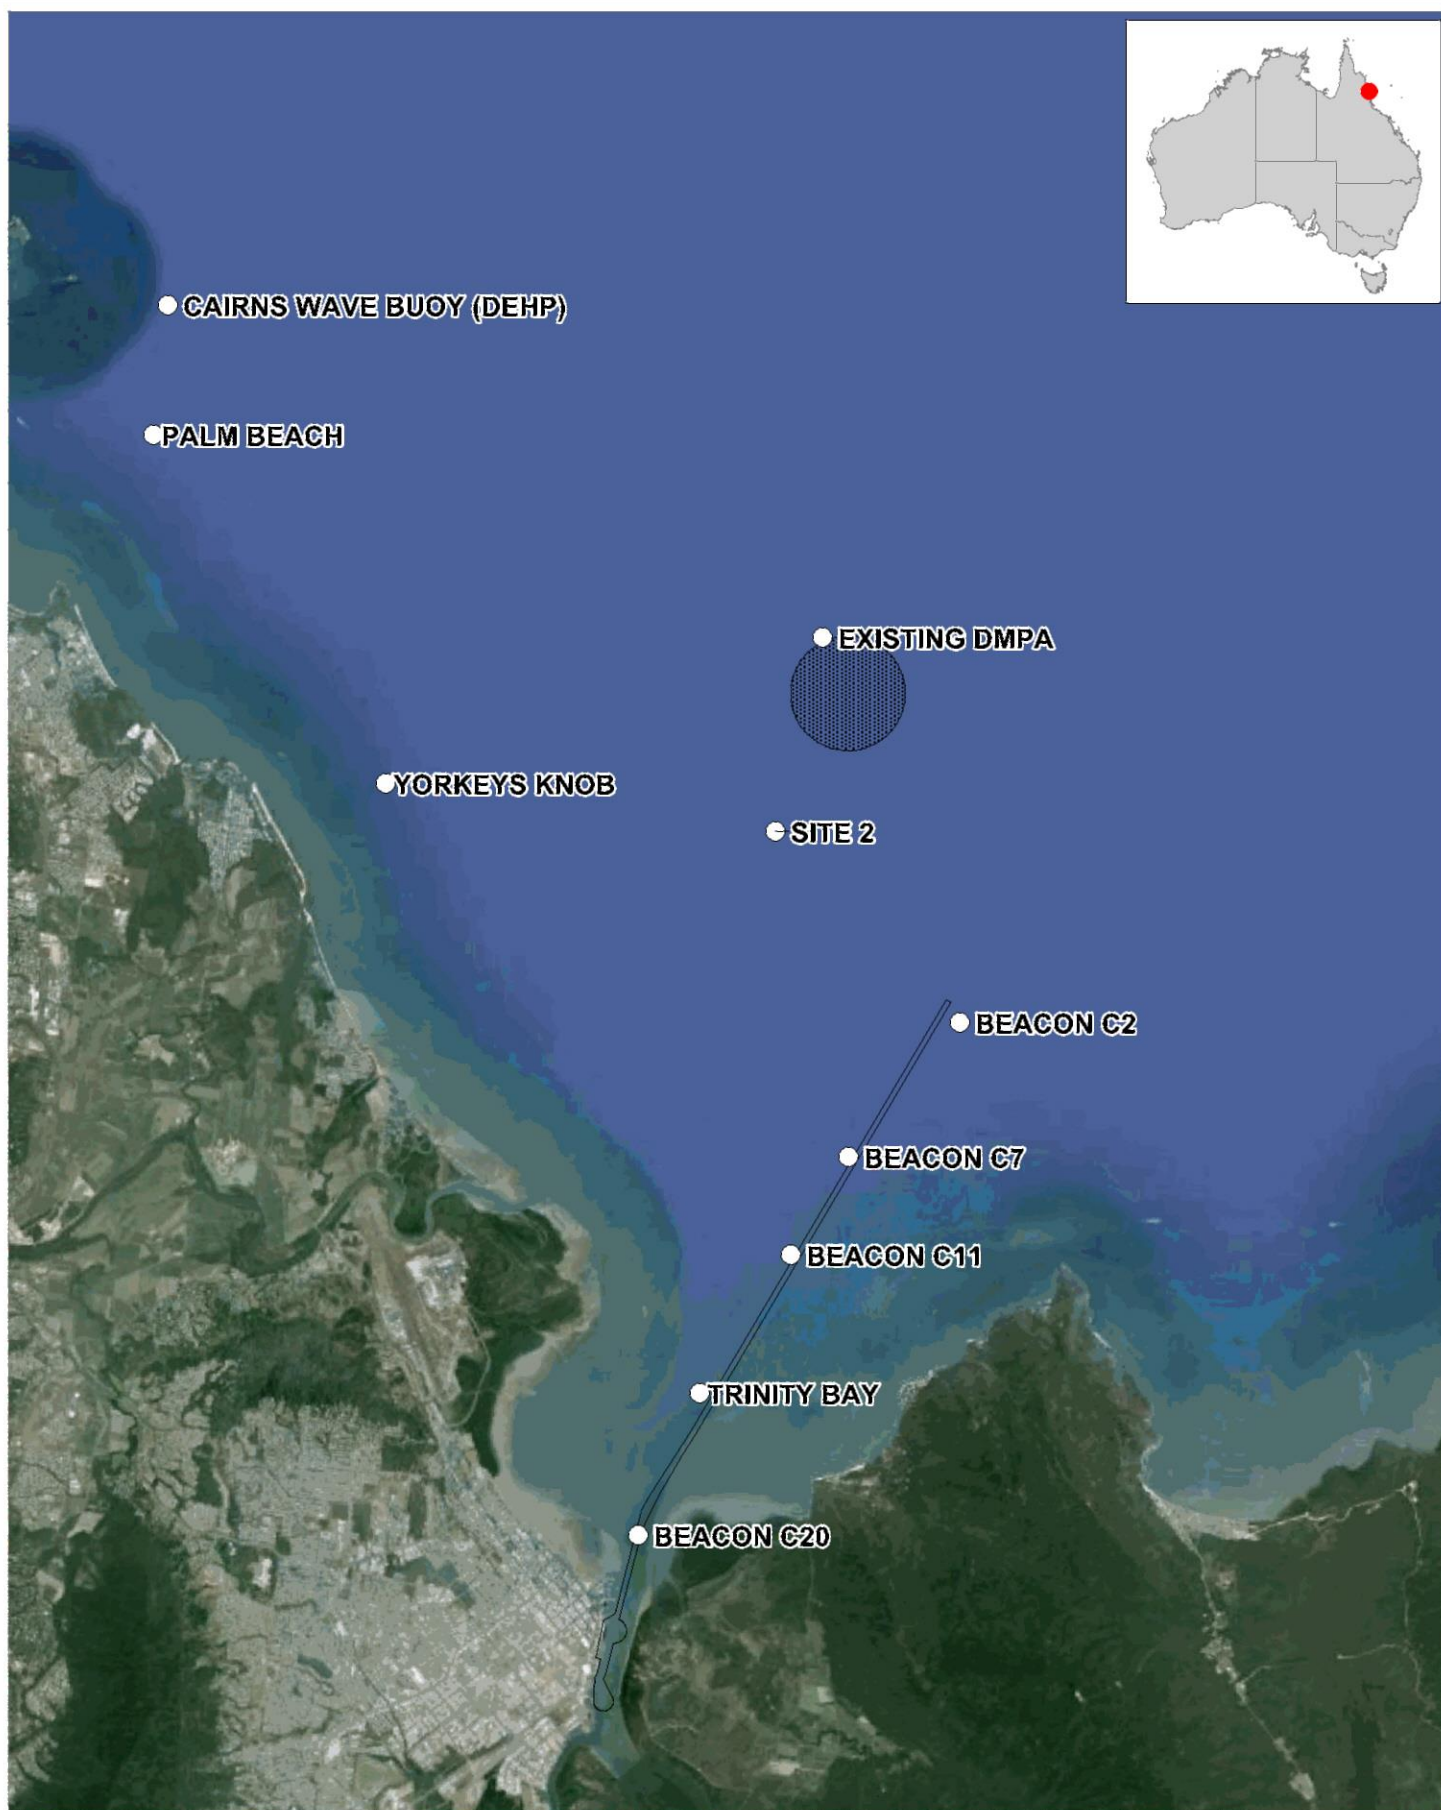 CAIRNS WAVE BUOY (DEHP)
PALM BEACH
EXISTING DMPA
YORKEYS KNOB
SITE 2
BEACON C2
BEACON C7
BEACON C11
TRINITY BAY
BEACON C20